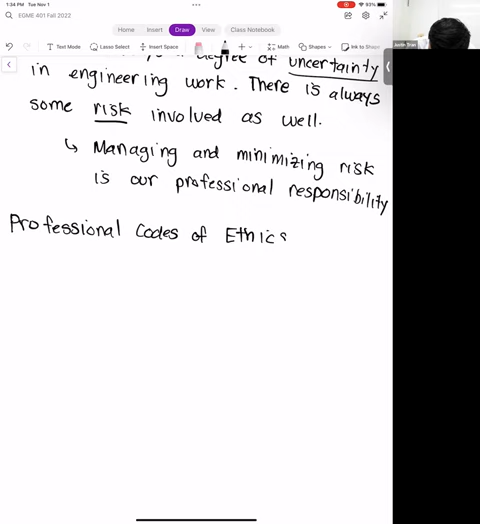 1:34 PM Tue Nov 1
93%
EGME 401 Fall 2022
Home Insert Draw View Class Notebook
Text Mode Lasso Select Insert Space Math Shapes Ink to Shape
degree of uncertainty
in engineering work. There is always
some risk involved as well.
↳ Managing and minimizing risk
is our professional responsibility
Professional Codes of Ethics
Justin Tran